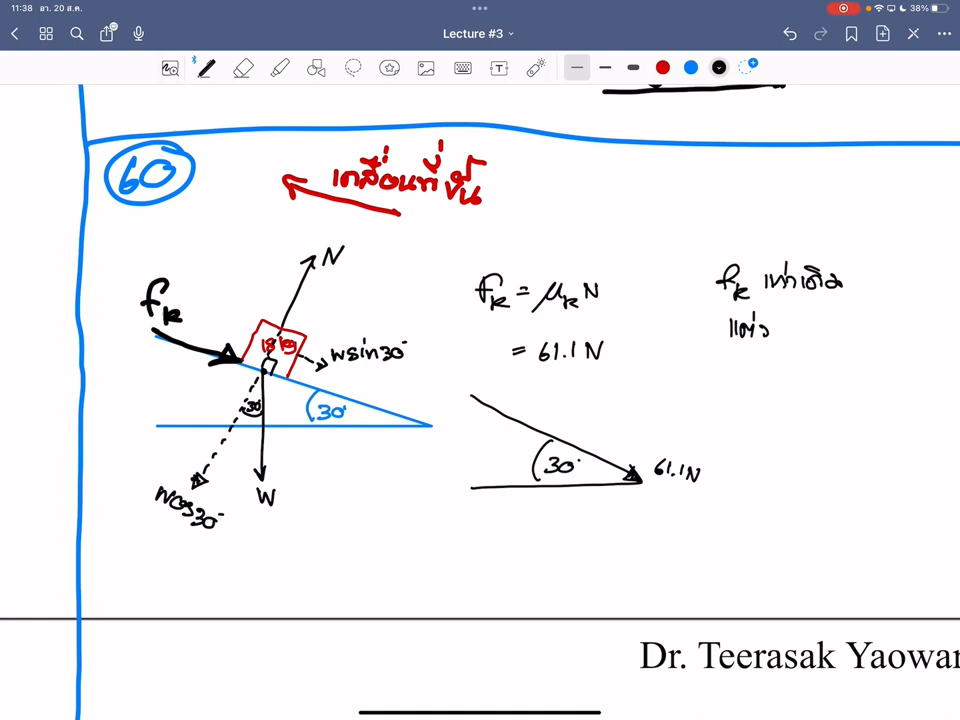 11:38 อา. 20 ส.ค.
38%
Lecture #3
60
เคลื่อนที่ขึ้น
N
fk
18 kg
wsin30°
30°
30°
wcos30°
W
fk = μk N
= 61.1 N
30°
61.1 N
fk เท่าเดิม
แต่ว
Dr. Teerasak Yaowar